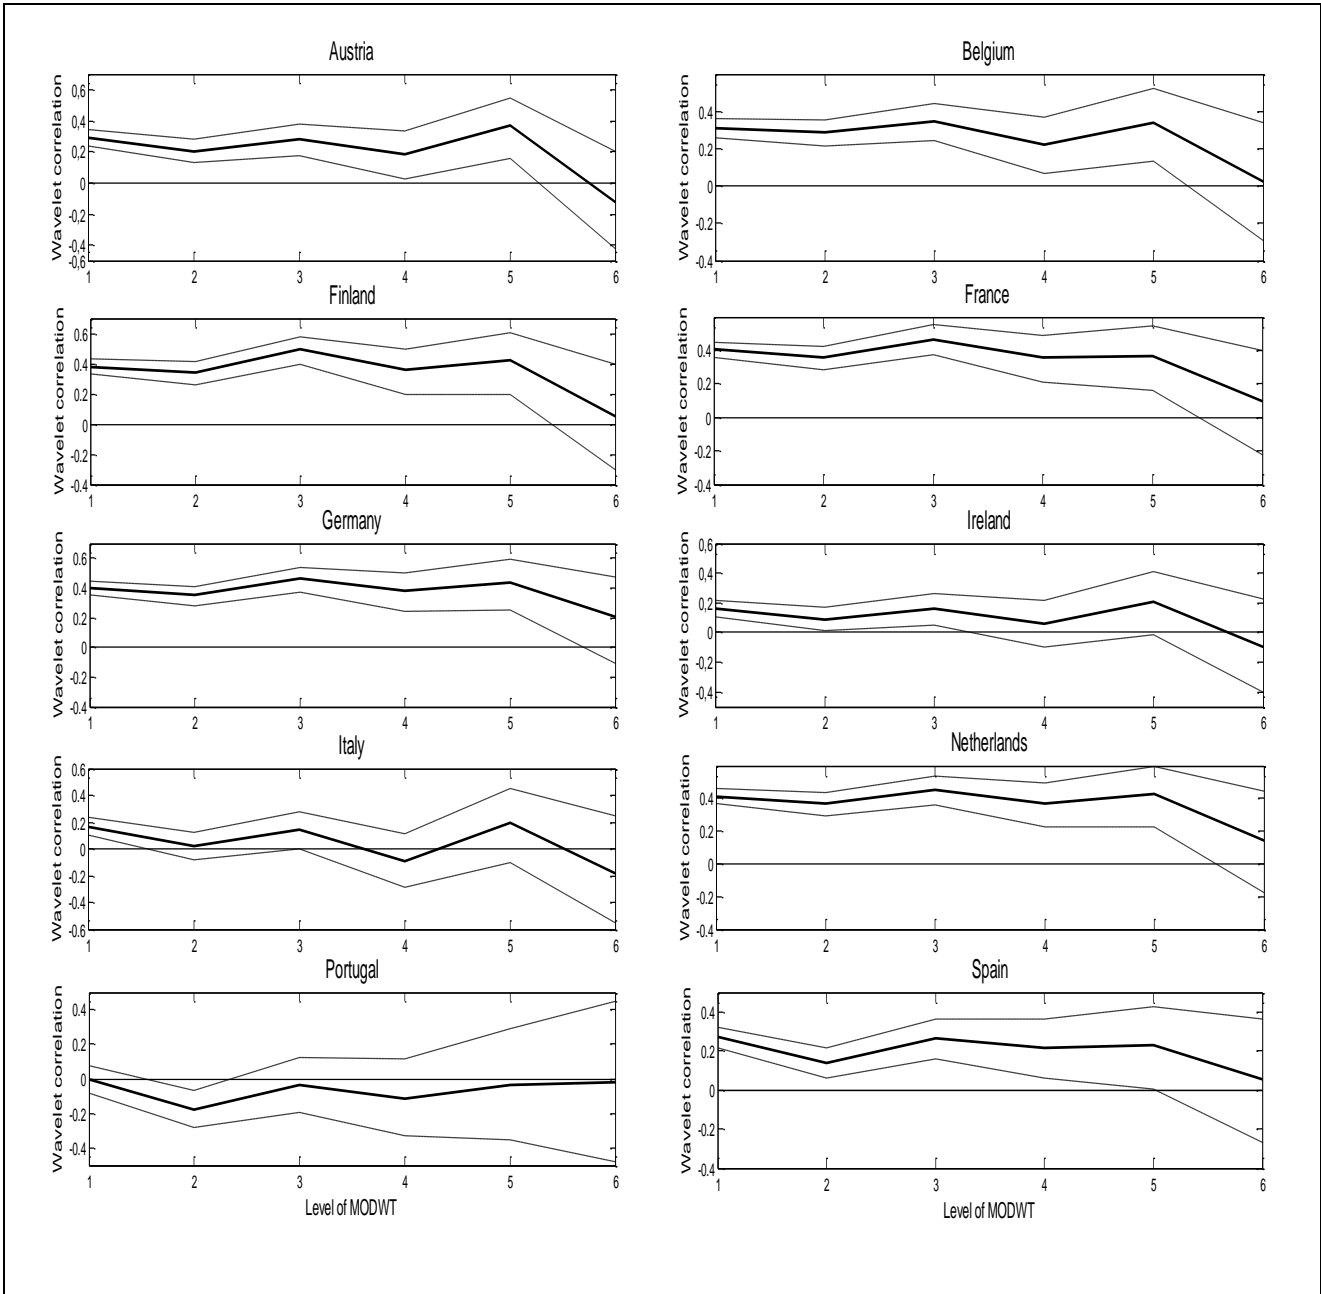 Austria
Wavelet correlation
0,6
0,4
0,2
0
-0,2
-0,4
-0,6
1 2 3 4 5 6
Belgium
Wavelet correlation
0.4
0.2
0
-0.2
-0.4
1 2 3 4 5 6
Finland
Wavelet correlation
0.6
0.4
0.2
0
-0.2
-0.4
1 2 3 4 5 6
France
Wavelet correlation
0.4
0.2
0
-0.2
-0.4
1 2 3 4 5 6
Germany
Wavelet correlation
0.6
0.4
0.2
0
-0.2
-0.4
1 2 3 4 5 6
Ireland
Wavelet correlation
0,6
0,4
0,2
0
-0,2
-0,4
1 2 3 4 5 6
Italy
Wavelet correlation
0.6
0.4
0.2
0
-0.2
-0.4
-0.6
1 2 3 4 5 6
Netherlands
Wavelet correlation
0.4
0.2
0
-0.2
-0.4
1 2 3 4 5 6
Portugal
Wavelet correlation
0.4
0.2
0
-0.2
-0.4
1 2 3 4 5 6
Level of MODWT
Spain
Wavelet correlation
0.4
0.2
0
-0.2
-0.4
1 2 3 4 5 6
Level of MODWT